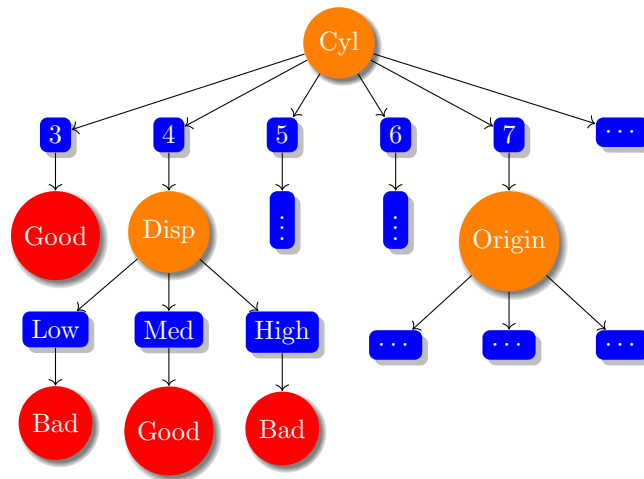 Cyl
3 4 5 6 7 ···
Good Disp ⋮ ⋮ Origin
Low Med High ··· ··· ···
Bad Good Bad